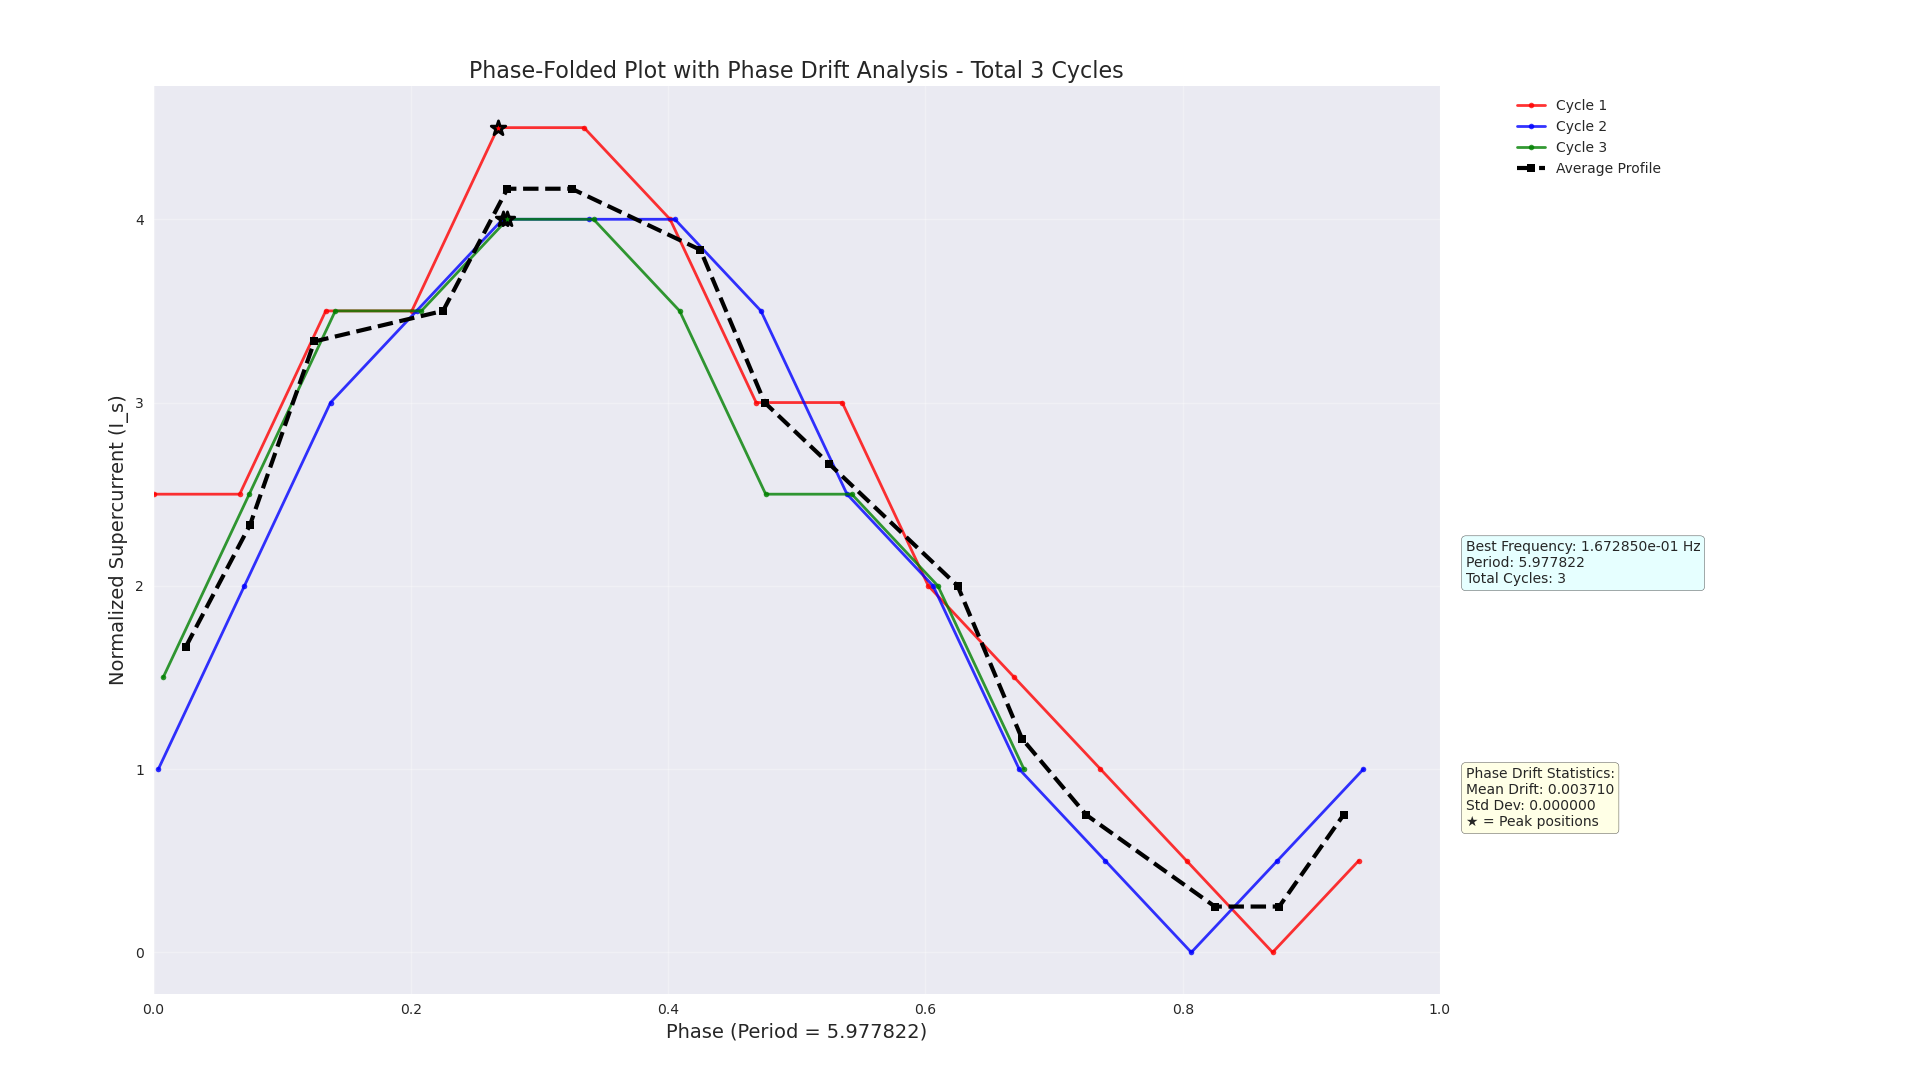 Phase-Folded Plot with Phase Drift Analysis - Total 3 Cycles
Cycle 1
Cycle 2
Cycle 3
Average Profile
Normalized Supercurrent (I_s)
4
3
2
1
0
Best Frequency: 1.672850e-01 Hz
Period: 5.977822
Total Cycles: 3
Phase Drift Statistics:
Mean Drift: 0.003710
Std Dev: 0.000000
★ = Peak positions
0.0 0.2 0.4 0.6 0.8 1.0
Phase (Period = 5.977822)